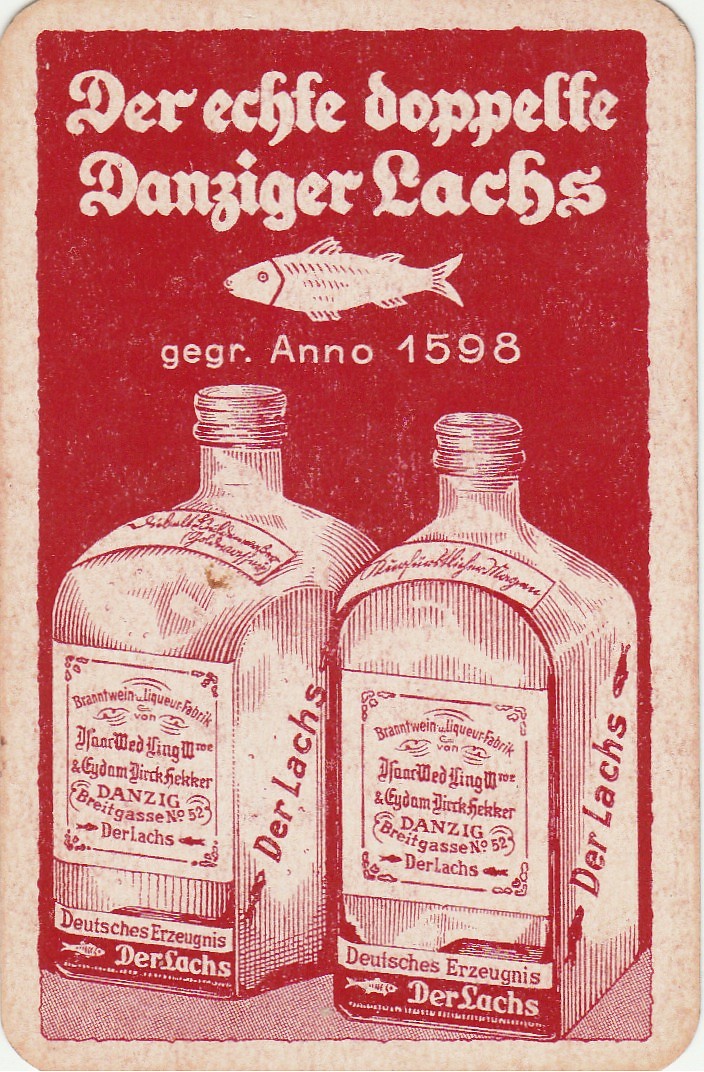 Der echte doppelte
Danziger Lachs
gegr. Anno 1598
Branntwein u. Liqueur-Fabrik
von
Isaac Wed Ling Wwe
& Eydam Dirck Hekker
DANZIG
Breitgasse No 52
Der Lachs
Der Lachs
Deutsches Erzeugnis
Der Lachs
Kurfürstlicher Magen
Branntwein u. Liqueur-Fabrik
von
Isaac Wed Ling Wwe
& Eydam Dirck Hekker
DANZIG
Breitgasse No 52
Der Lachs
Der Lachs
Deutsches Erzeugnis
Der Lachs